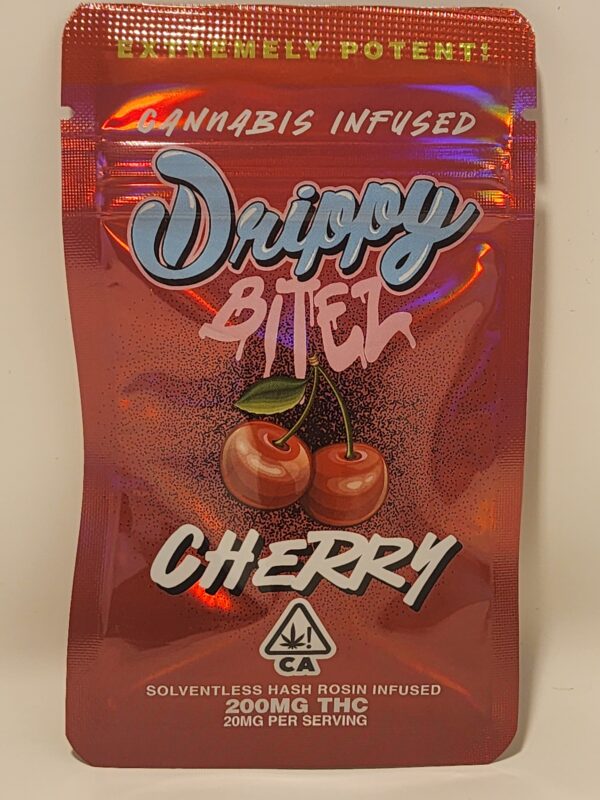 EXTREMELY POTENT!
CANNABIS INFUSED
Drippy
BITEZ
CHERRY
!
CA
SOLVENTLESS HASH ROSIN INFUSED
200MG THC
20MG PER SERVING